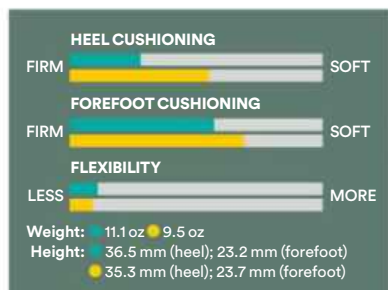 HEEL CUSHIONING
FIRM SOFT
FOREFOOT CUSHIONING
FIRM SOFT
FLEXIBILITY
LESS MORE
Weight: 11.1 oz 9.5 oz
Height: 36.5 mm (heel); 23.2 mm (forefoot)
35.3 mm (heel); 23.7 mm (forefoot)